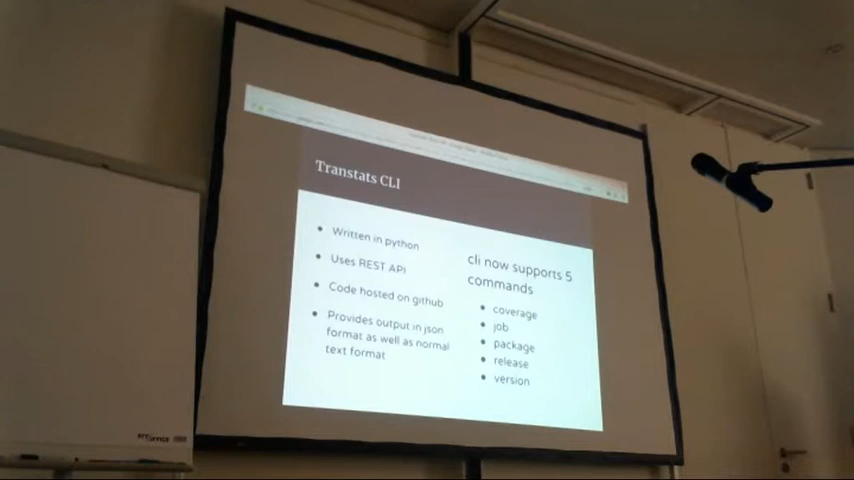 Transtats CLI
Written in python
Uses REST API
Code hosted on github
Provides output in json
format as well as normal
text format
cli now supports 5
commands
coverage
job
package
release
version